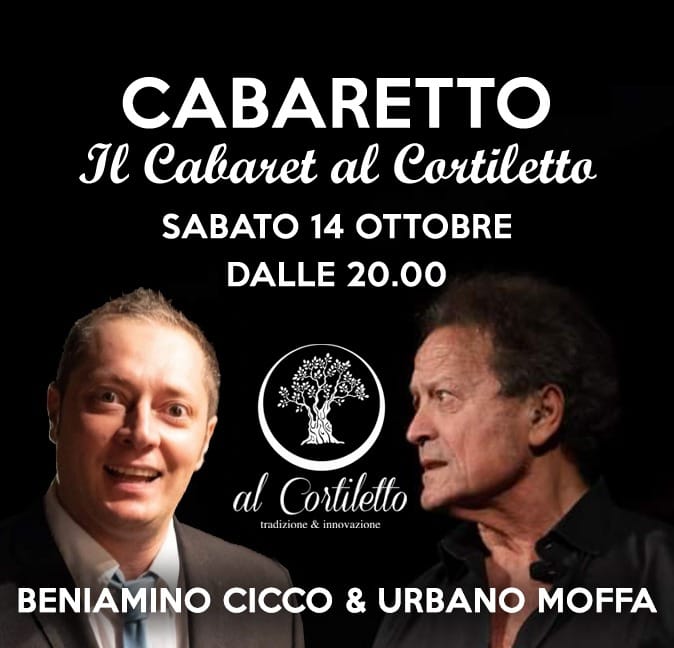 CABARETTO
Il Cabaret al Cortiletto
SABATO 14 OTTOBRE
DALLE 20.00
al Cortiletto
tradizione & innovazione
BENIAMINO CICCO & URBANO MOFFA